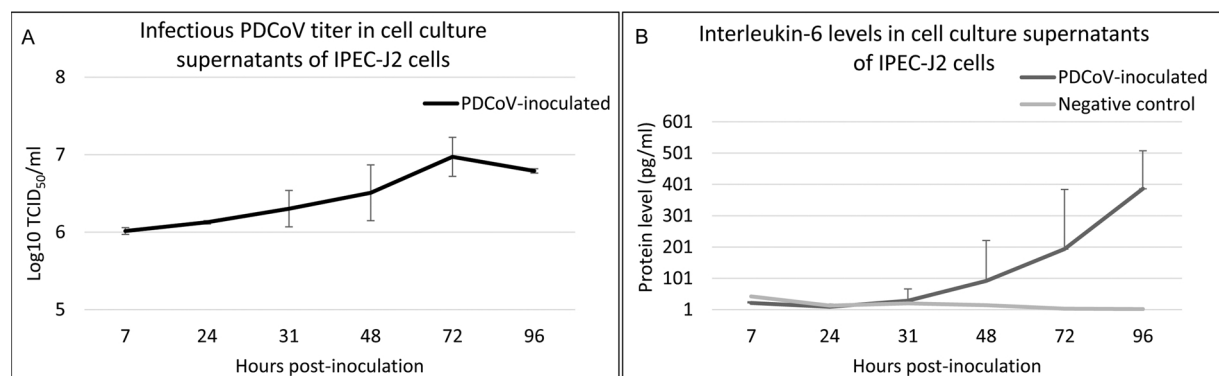 A
Infectious PDCoV titer in cell culture
supernatants of IPEC-J2 cells
8
7
6
5
Log10 TCID50/ml
PDCoV-inoculated
7 24 31 48 72 96
Hours post-inoculation
B
Interleukin-6 levels in cell culture supernatants
of IPEC-J2 cells
PDCoV-inoculated
Negative control
601
501
401
301
201
101
1
Protein level (pg/ml)
7 24 31 48 72 96
Hours post-inoculation